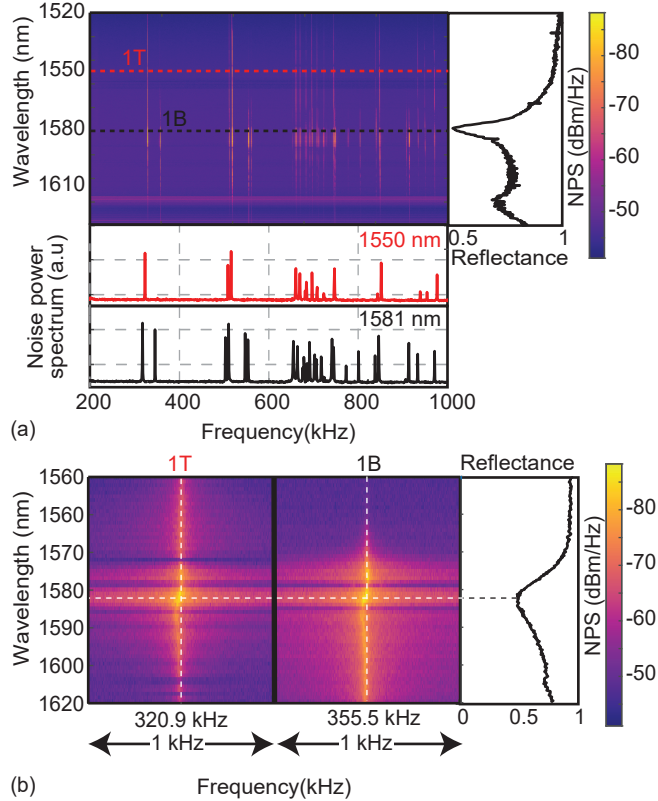 1520
1550
1580
1610
Wavelength (nm)
1T
1B
0.5
1
Reflectance
-80
-70
-60
-50
NPS (dBm/Hz)
Noise power
spectrum (a.u)
1550 nm
1581 nm
200
400
600
800
1000
(a)
Frequency(kHz)
1T
1B
Reflectance
1560
1570
1580
1590
1600
1610
1620
Wavelength (nm)
320.9 kHz
355.5 kHz
0
0.5
1
1 kHz
1 kHz
-80
-70
-60
-50
NPS (dBm/Hz)
(b)
Frequency(kHz)